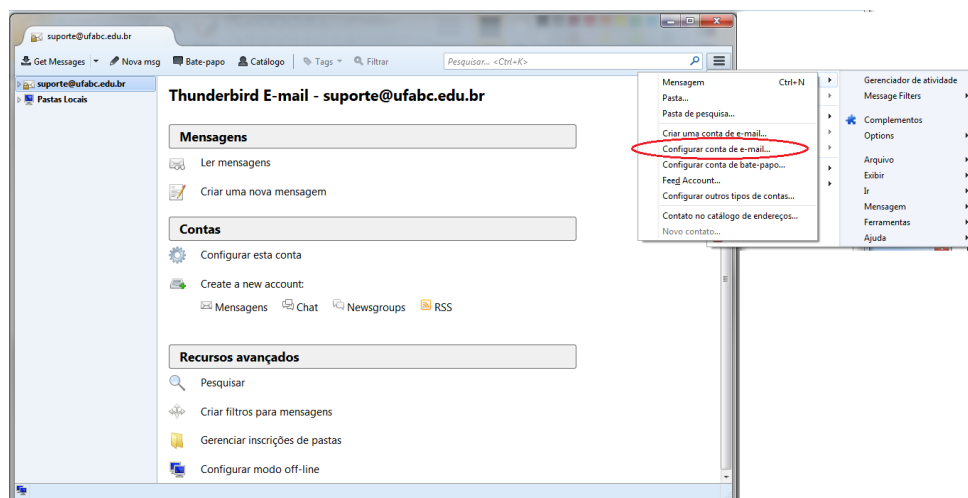 suporte@ufabc.edu.br
Get Messages Nova msg Bate-papo Catálogo Tags Filtrar Pesquisar... <Ctrl+K>
suporte@ufabc.edu.br
Pastas Locais
Thunderbird E-mail - suporte@ufabc.edu.br
Mensagens
Ler mensagens
Criar uma nova mensagem
Contas
Configurar esta conta
Create a new account:
Mensagens Chat Newsgroups RSS
Recursos avançados
Pesquisar
Criar filtros para mensagens
Gerenciar inscrições de pastas
Configurar modo off-line
Mensagem Ctrl+N
Pasta...
Pasta de pesquisa...
Criar uma conta de e-mail...
Configurar conta de e-mail...
Configurar conta de bate-papo...
Feed Account...
Configurar outros tipos de contas...
Contato no catálogo de endereços...
Novo contato...
Gerenciador de atividade
Message Filters
Complementos
Options
Arquivo
Exibir
Ir
Mensagem
Ferramentas
Ajuda